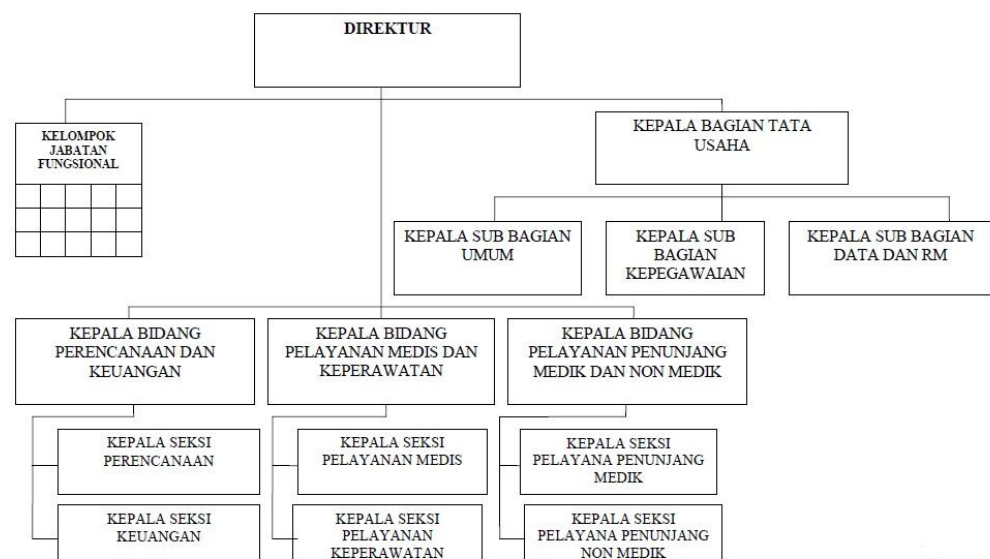 DIREKTUR
KELOMPOK
JABATAN
FUNGSIONAL
KEPALA BAGIAN TATA
USAHA
KEPALA SUB BAGIAN
UMUM
KEPALA SUB
BAGIAN
KEPEGAWAIAN
KEPALA SUB BAGIAN
DATA DAN RM
KEPALA BIDANG
PERENCANAAN DAN
KEUANGAN
KEPALA BIDANG
PELAYANAN MEDIS DAN
KEPERAWATAN
KEPALA BIDANG
PELAYANAN PENUNJANG
MEDIK DAN NON MEDIK
KEPALA SEKSI
PERENCANAAN
KEPALA SEKSI
PELAYANAN MEDIS
KEPALA SEKSI
PELAYANA PENUNJANG
MEDIK
KEPALA SEKSI
KEUANGAN
KEPALA SEKSI
PELAYANAN
KEPERAWATAN
KEPALA SEKSI
PELAYANA PENUNJANG
NON MEDIK